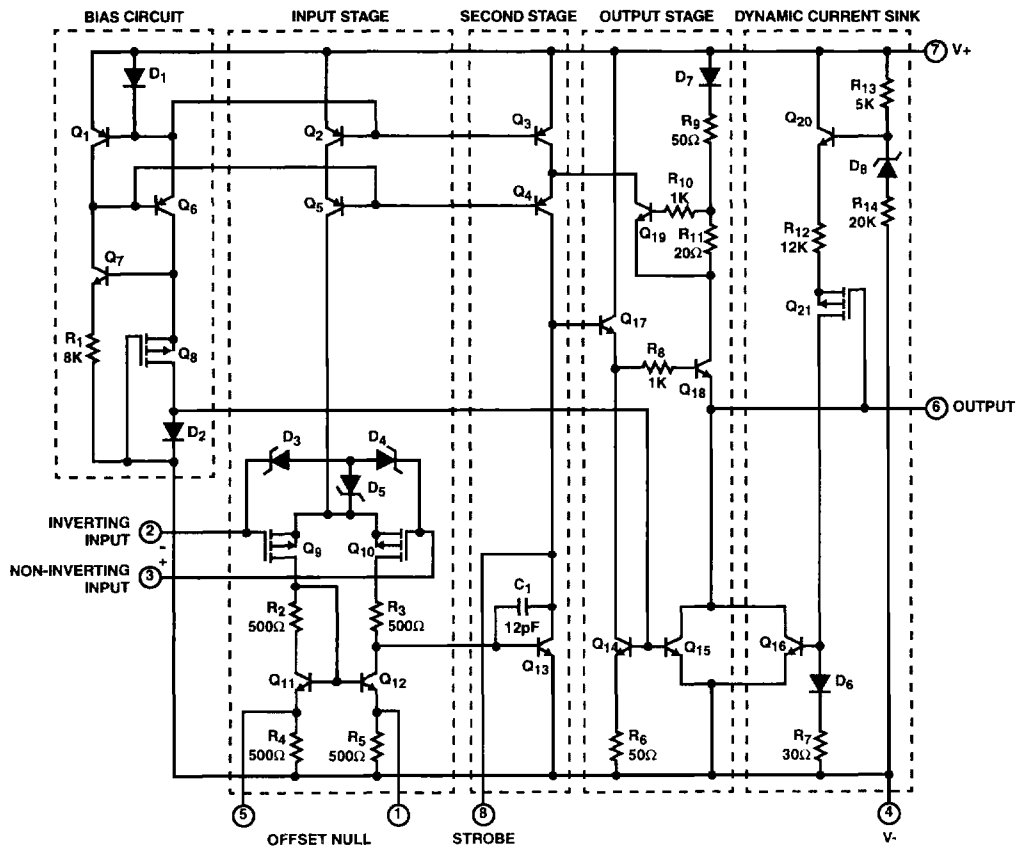 BIAS CIRCUIT
INPUT STAGE
SECOND STAGE
OUTPUT STAGE
DYNAMIC CURRENT SINK
7 V+
D1
D7
R13
5K
Q1
Q2
Q3
R9
50Ω
Q20
D8
Q6
Q5
Q4
R10
1K
R14
20K
Q19
R11
20Ω
R12
12K
Q7
Q21
Q17
R1
8K
Q8
R8
1K
Q18
6 OUTPUT
D2
D3
D4
D5
INVERTING
INPUT
2
-
Q9
Q10
+
NON-INVERTING
INPUT
3
C1
12pF
R2
500Ω
R3
500Ω
Q13
Q14
Q15
Q16
Q11
Q12
D6
R4
500Ω
R5
500Ω
R6
50Ω
R7
30Ω
5
1
8
4
OFFSET NULL
STROBE
V-